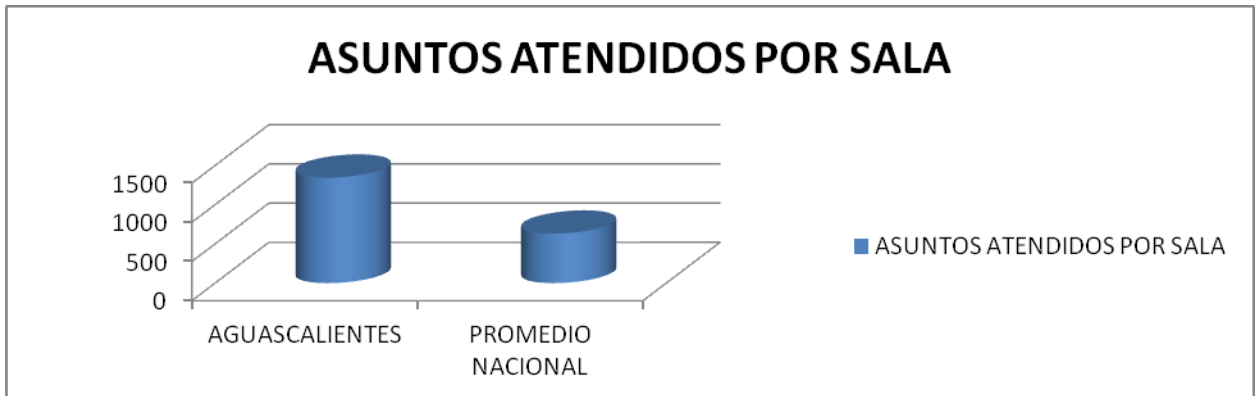 ASUNTOS ATENDIDOS POR SALA
1500
1000
500
0
AGUASCALIENTES
PROMEDIO
NACIONAL
ASUNTOS ATENDIDOS POR SALA